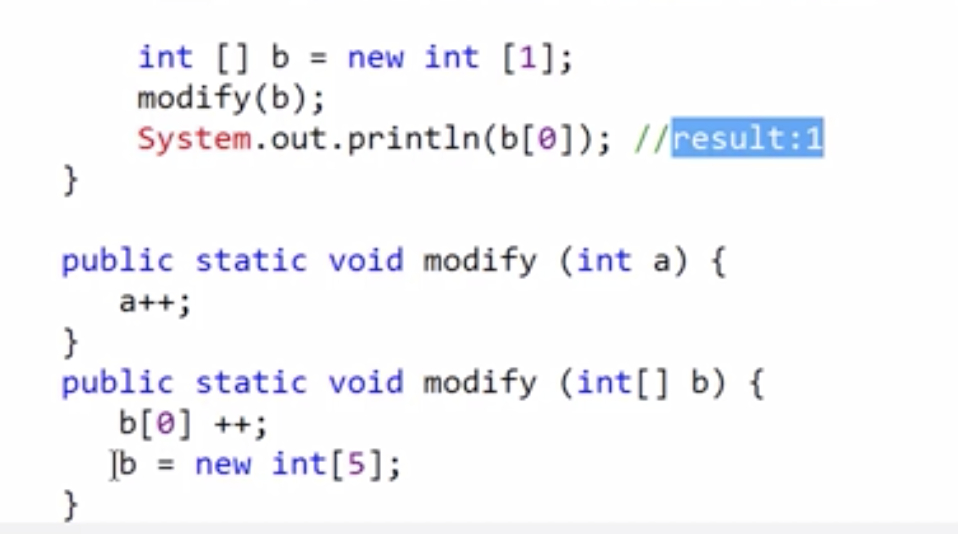 int [] b = new int [1];
modify(b);
System.out.println(b[0]); //result:1
}
public static void modify (int a) {
a++;
}
public static void modify (int[] b) {
b[0] ++;
b = new int[5];
}